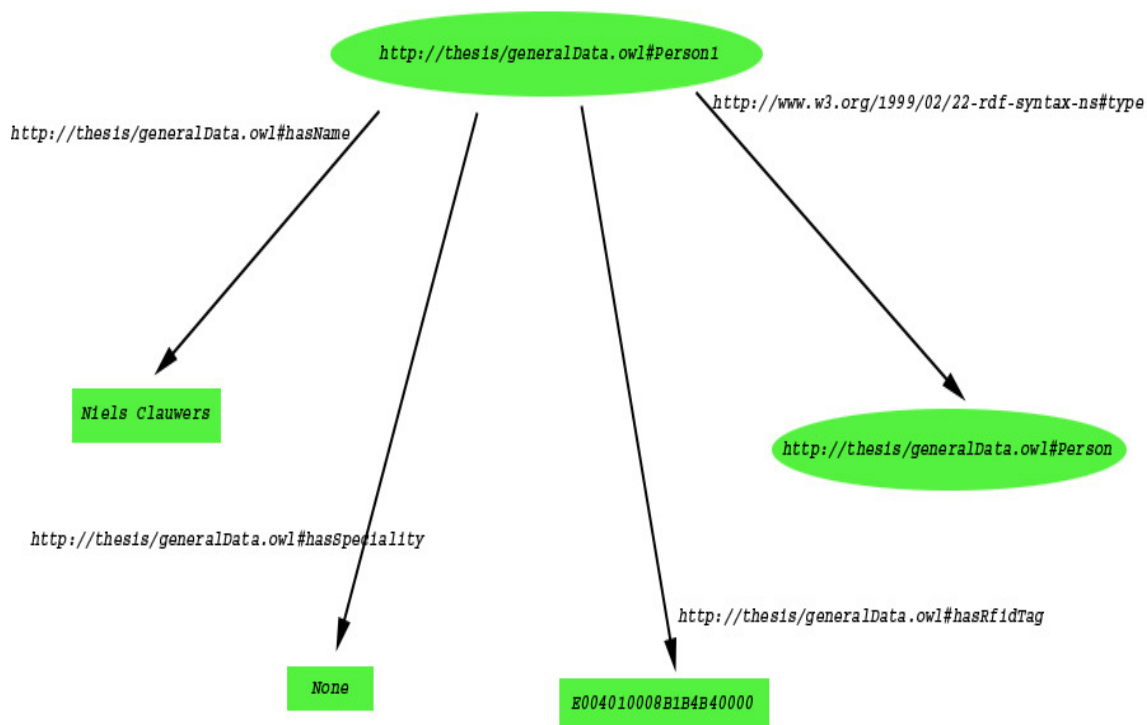 http://thesis/generalData.owl#Person1
http://www.w3.org/1999/02/22-rdf-syntax-ns#type
http://thesis/generalData.owl#hasName
Niels Clauwers
http://thesis/generalData.owl#Person
http://thesis/generalData.owl#hasSpeciality
http://thesis/generalData.owl#hasRfidTag
None
E004010008B1B4B40000